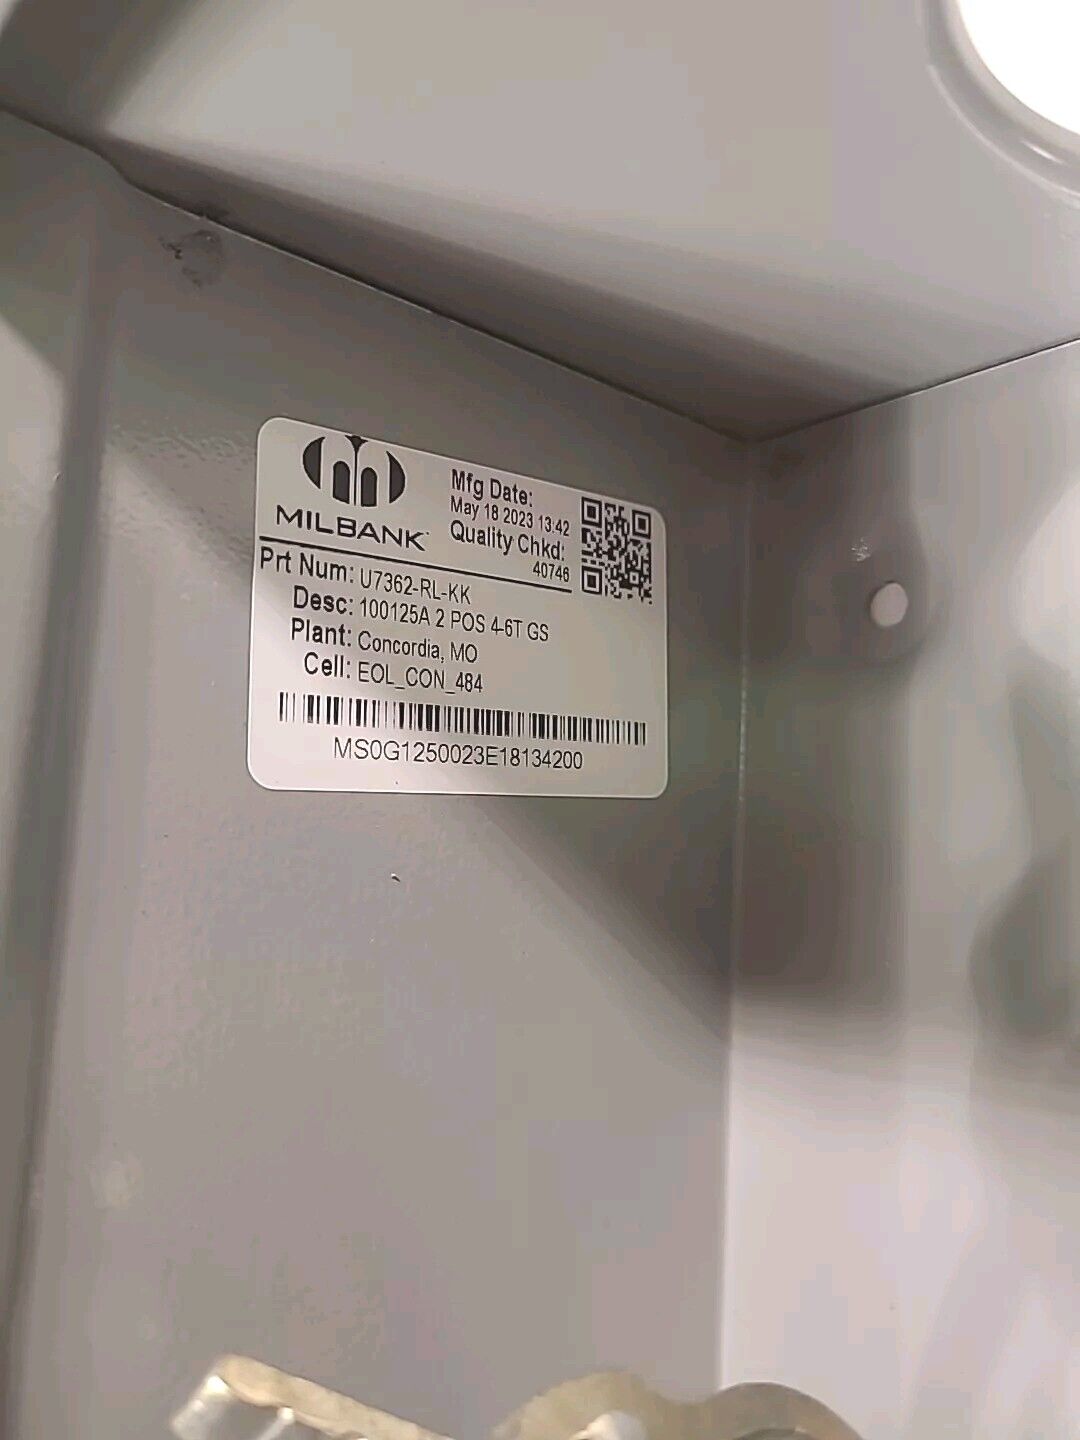 MILBANK
Mfg Date:
May 18 2023 13:42
Quality Chkd:
40746
Prt Num: U7362-RL-KK
Desc: 100125A 2 POS 4-6T GS
Plant: Concordia, MO
Cell: EOL_CON_484
MS0G1250023E18134200